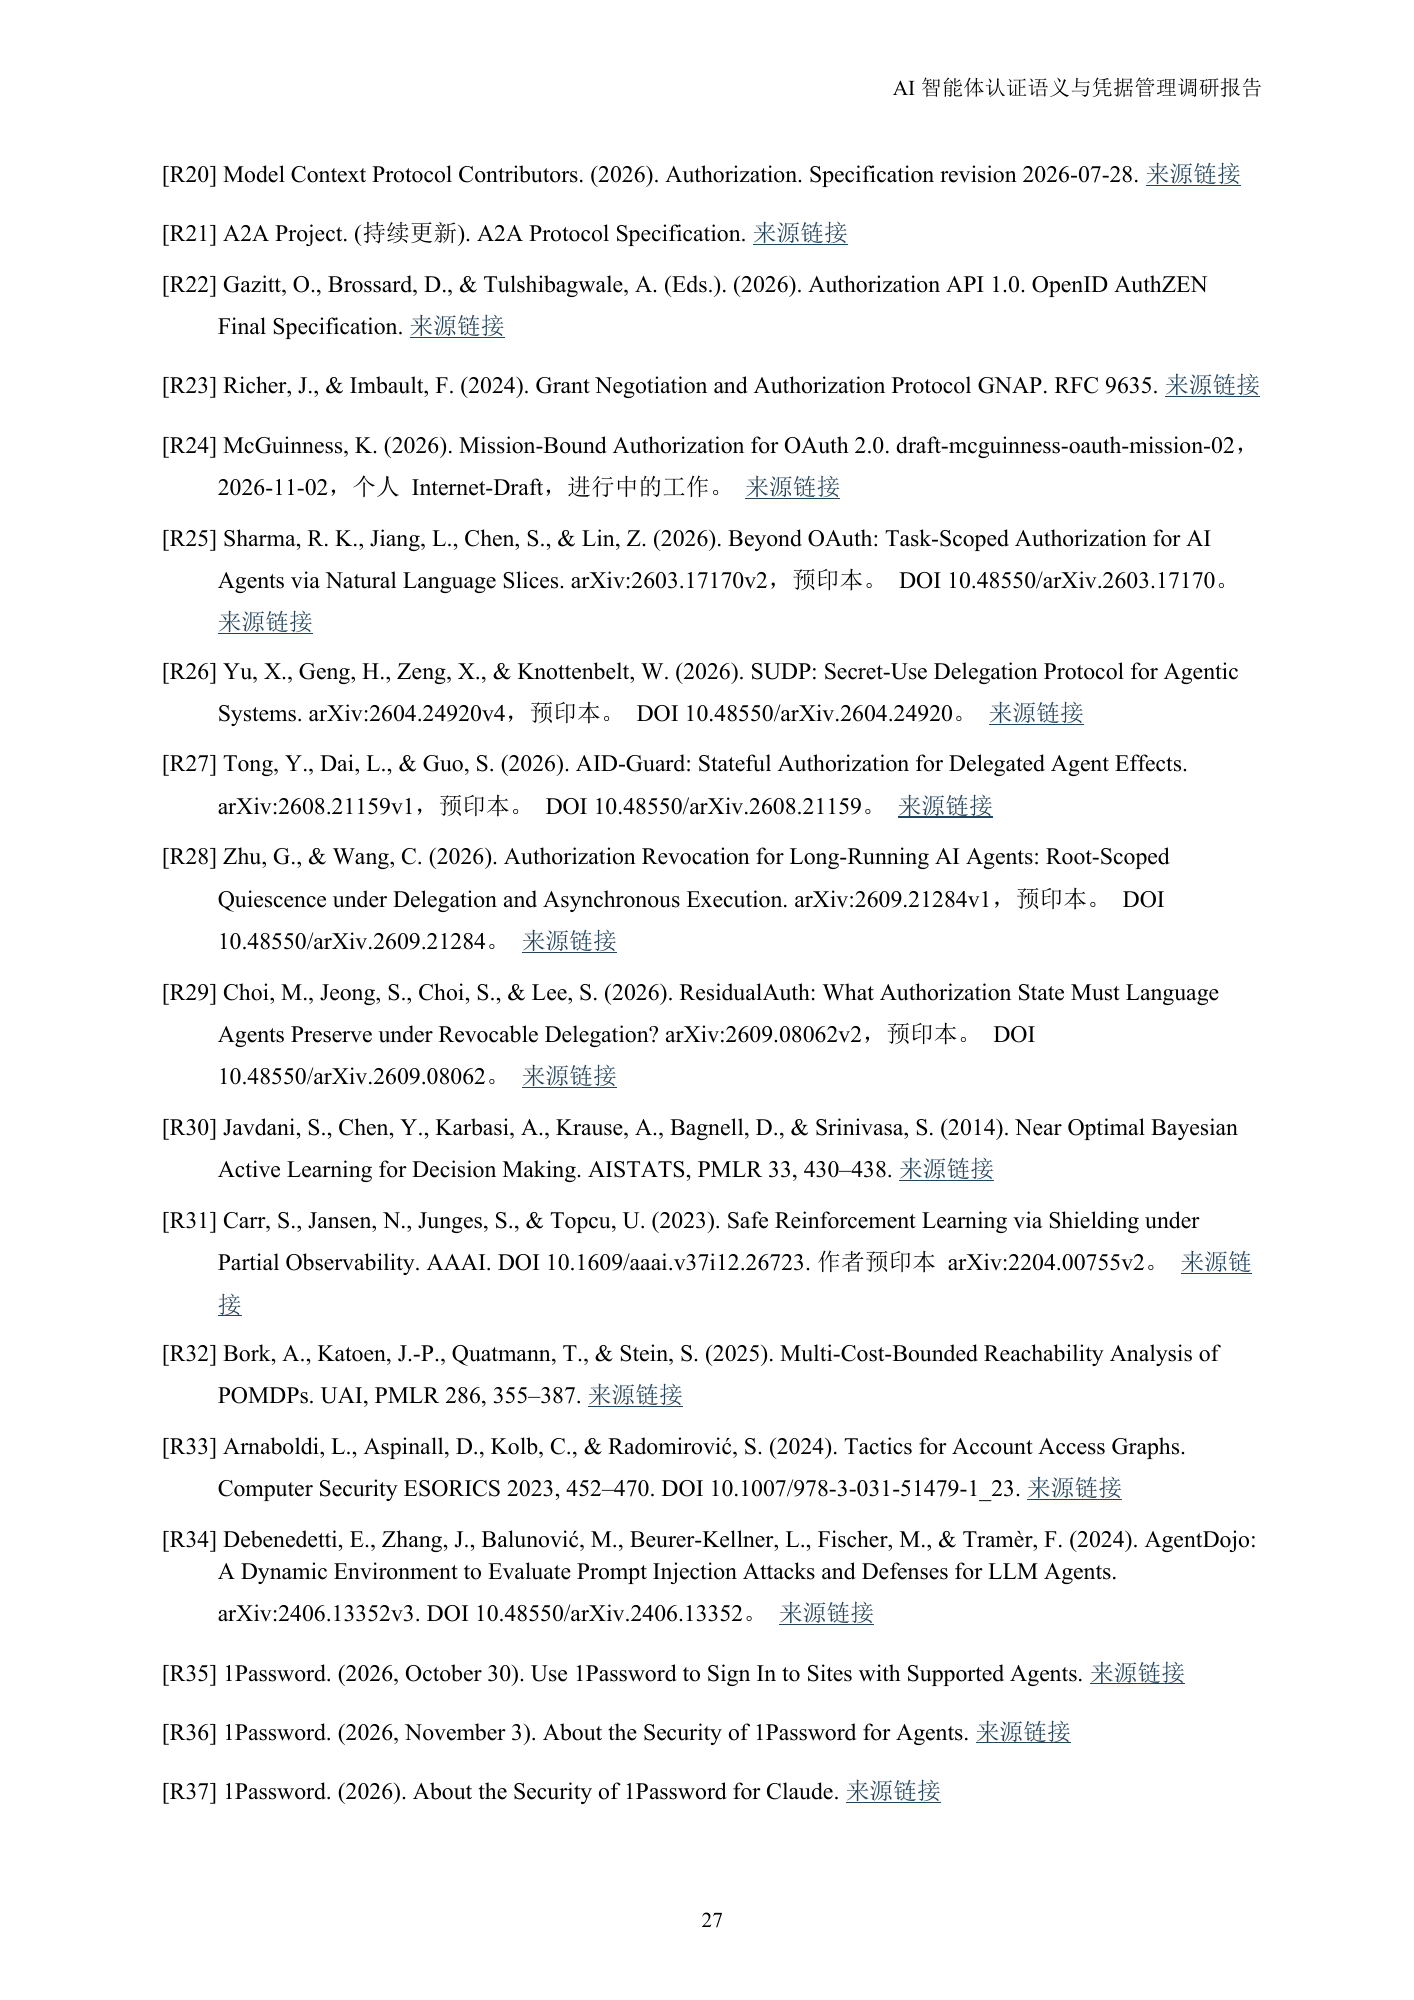 AI 智能体认证语义与凭据管理调研报告
[R20] Model Context Protocol Contributors. (2026). Authorization. Specification revision 2026-07-28. 来源链接
[R21] A2A Project. (持续更新). A2A Protocol Specification. 来源链接
[R22] Gazitt, O., Brossard, D., & Tulshibagwale, A. (Eds.). (2026). Authorization API 1.0. OpenID AuthZEN
Final Specification. 来源链接
[R23] Richer, J., & Imbault, F. (2024). Grant Negotiation and Authorization Protocol GNAP. RFC 9635. 来源链接
[R24] McGuinness, K. (2026). Mission-Bound Authorization for OAuth 2.0. draft-mcguinness-oauth-mission-02，
2026-11-02，个人 Internet-Draft，进行中的工作。 来源链接
[R25] Sharma, R. K., Jiang, L., Chen, S., & Lin, Z. (2026). Beyond OAuth: Task-Scoped Authorization for AI
Agents via Natural Language Slices. arXiv:2603.17170v2，预印本。 DOI 10.48550/arXiv.2603.17170。
来源链接
[R26] Yu, X., Geng, H., Zeng, X., & Knottenbelt, W. (2026). SUDP: Secret-Use Delegation Protocol for Agentic
Systems. arXiv:2604.24920v4，预印本。 DOI 10.48550/arXiv.2604.24920。 来源链接
[R27] Tong, Y., Dai, L., & Guo, S. (2026). AID-Guard: Stateful Authorization for Delegated Agent Effects.
arXiv:2608.21159v1，预印本。 DOI 10.48550/arXiv.2608.21159。 来源链接
[R28] Zhu, G., & Wang, C. (2026). Authorization Revocation for Long-Running AI Agents: Root-Scoped
Quiescence under Delegation and Asynchronous Execution. arXiv:2609.21284v1，预印本。 DOI
10.48550/arXiv.2609.21284。 来源链接
[R29] Choi, M., Jeong, S., Choi, S., & Lee, S. (2026). ResidualAuth: What Authorization State Must Language
Agents Preserve under Revocable Delegation? arXiv:2609.08062v2，预印本。 DOI
10.48550/arXiv.2609.08062。 来源链接
[R30] Javdani, S., Chen, Y., Karbasi, A., Krause, A., Bagnell, D., & Srinivasa, S. (2014). Near Optimal Bayesian
Active Learning for Decision Making. AISTATS, PMLR 33, 430–438. 来源链接
[R31] Carr, S., Jansen, N., Junges, S., & Topcu, U. (2023). Safe Reinforcement Learning via Shielding under
Partial Observability. AAAI. DOI 10.1609/aaai.v37i12.26723. 作者预印本 arXiv:2204.00755v2。 来源链
接
[R32] Bork, A., Katoen, J.-P., Quatmann, T., & Stein, S. (2025). Multi-Cost-Bounded Reachability Analysis of
POMDPs. UAI, PMLR 286, 355–387. 来源链接
[R33] Arnaboldi, L., Aspinall, D., Kolb, C., & Radomirović, S. (2024). Tactics for Account Access Graphs.
Computer Security ESORICS 2023, 452–470. DOI 10.1007/978-3-031-51479-1_23. 来源链接
[R34] Debenedetti, E., Zhang, J., Balunović, M., Beurer-Kellner, L., Fischer, M., & Tramèr, F. (2024). AgentDojo:
A Dynamic Environment to Evaluate Prompt Injection Attacks and Defenses for LLM Agents.
arXiv:2406.13352v3. DOI 10.48550/arXiv.2406.13352。 来源链接
[R35] 1Password. (2026, October 30). Use 1Password to Sign In to Sites with Supported Agents. 来源链接
[R36] 1Password. (2026, November 3). About the Security of 1Password for Agents. 来源链接
[R37] 1Password. (2026). About the Security of 1Password for Claude. 来源链接
27